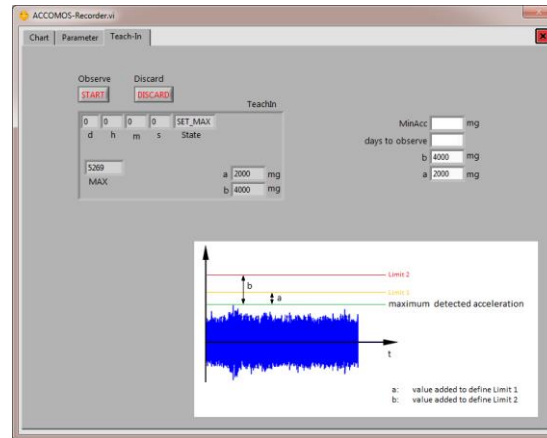 ACCOMOS-Recorder.vi
Chart Parameter Teach-In
Observe Discard
START! DISCARD!
TeachIn
0 0 0 0 SET_MAX
d h m s State
5269
MAX
a 2000 mg
b 4000 mg
MinAcc mg
days to observe
b 4000 mg
a 2000 mg
Limit 2
b
Limit 1
a
maximum detected acceleration
t
a: value added to define Limit 1
b: value added to define Limit 2